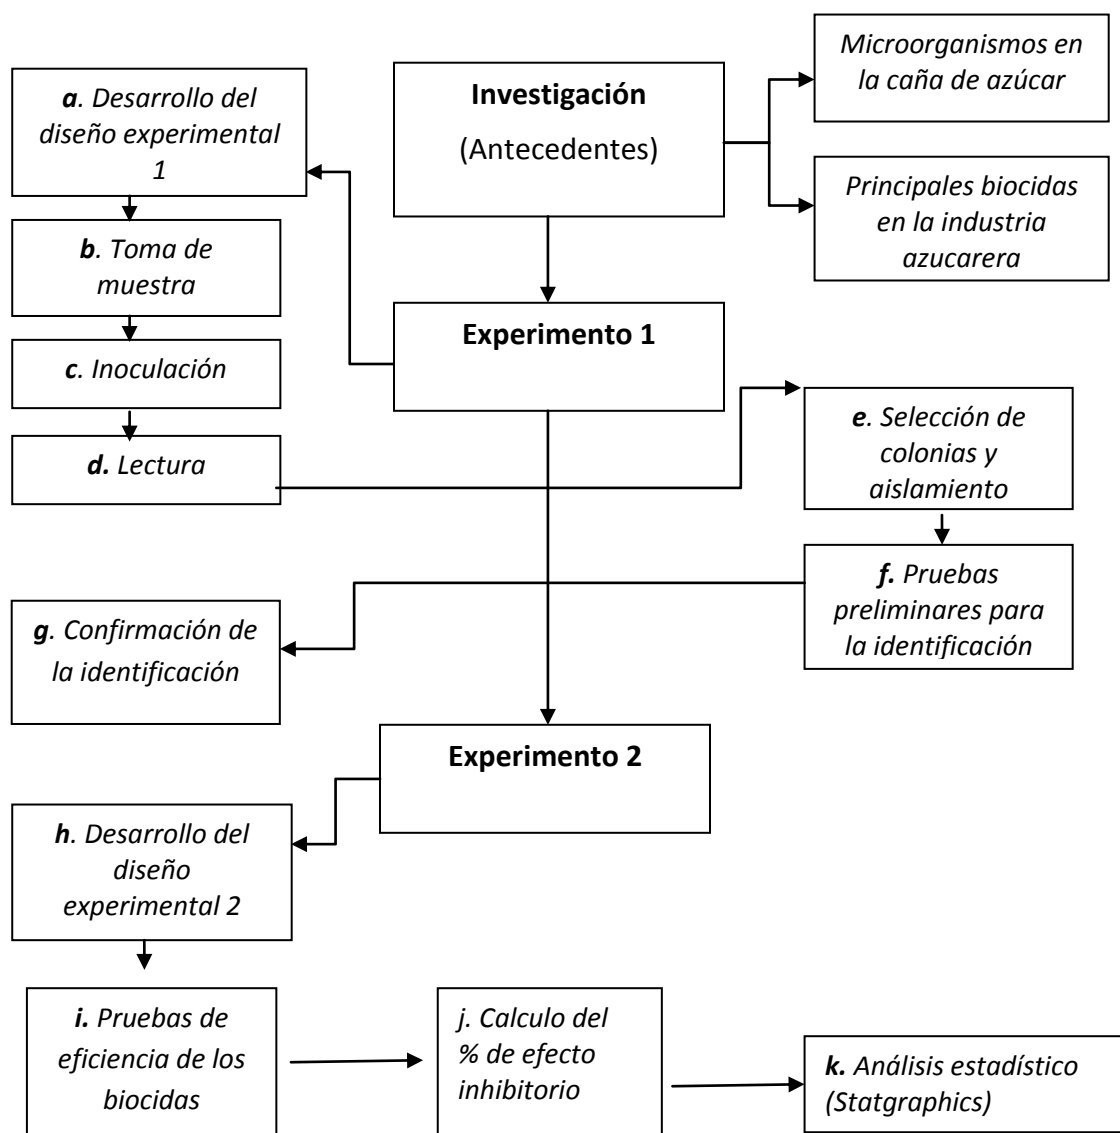 Investigación
(Antecedentes)
Microorganismos en
la caña de azúcar
Principales biocidas
en la industria
azucarera
Experimento 1
a. Desarrollo del
diseño experimental
1
b. Toma de
muestra
c. Inoculación
d. Lectura
e. Selección de
colonias y
aislamiento
f. Pruebas
preliminares para
la identificación
g. Confirmación de
la identificación
Experimento 2
h. Desarrollo del
diseño
experimental 2
i. Pruebas de
eficiencia de los
biocidas
j. Calculo del
% de efecto
inhibitorio
k. Análisis estadístico
(Statgraphics)